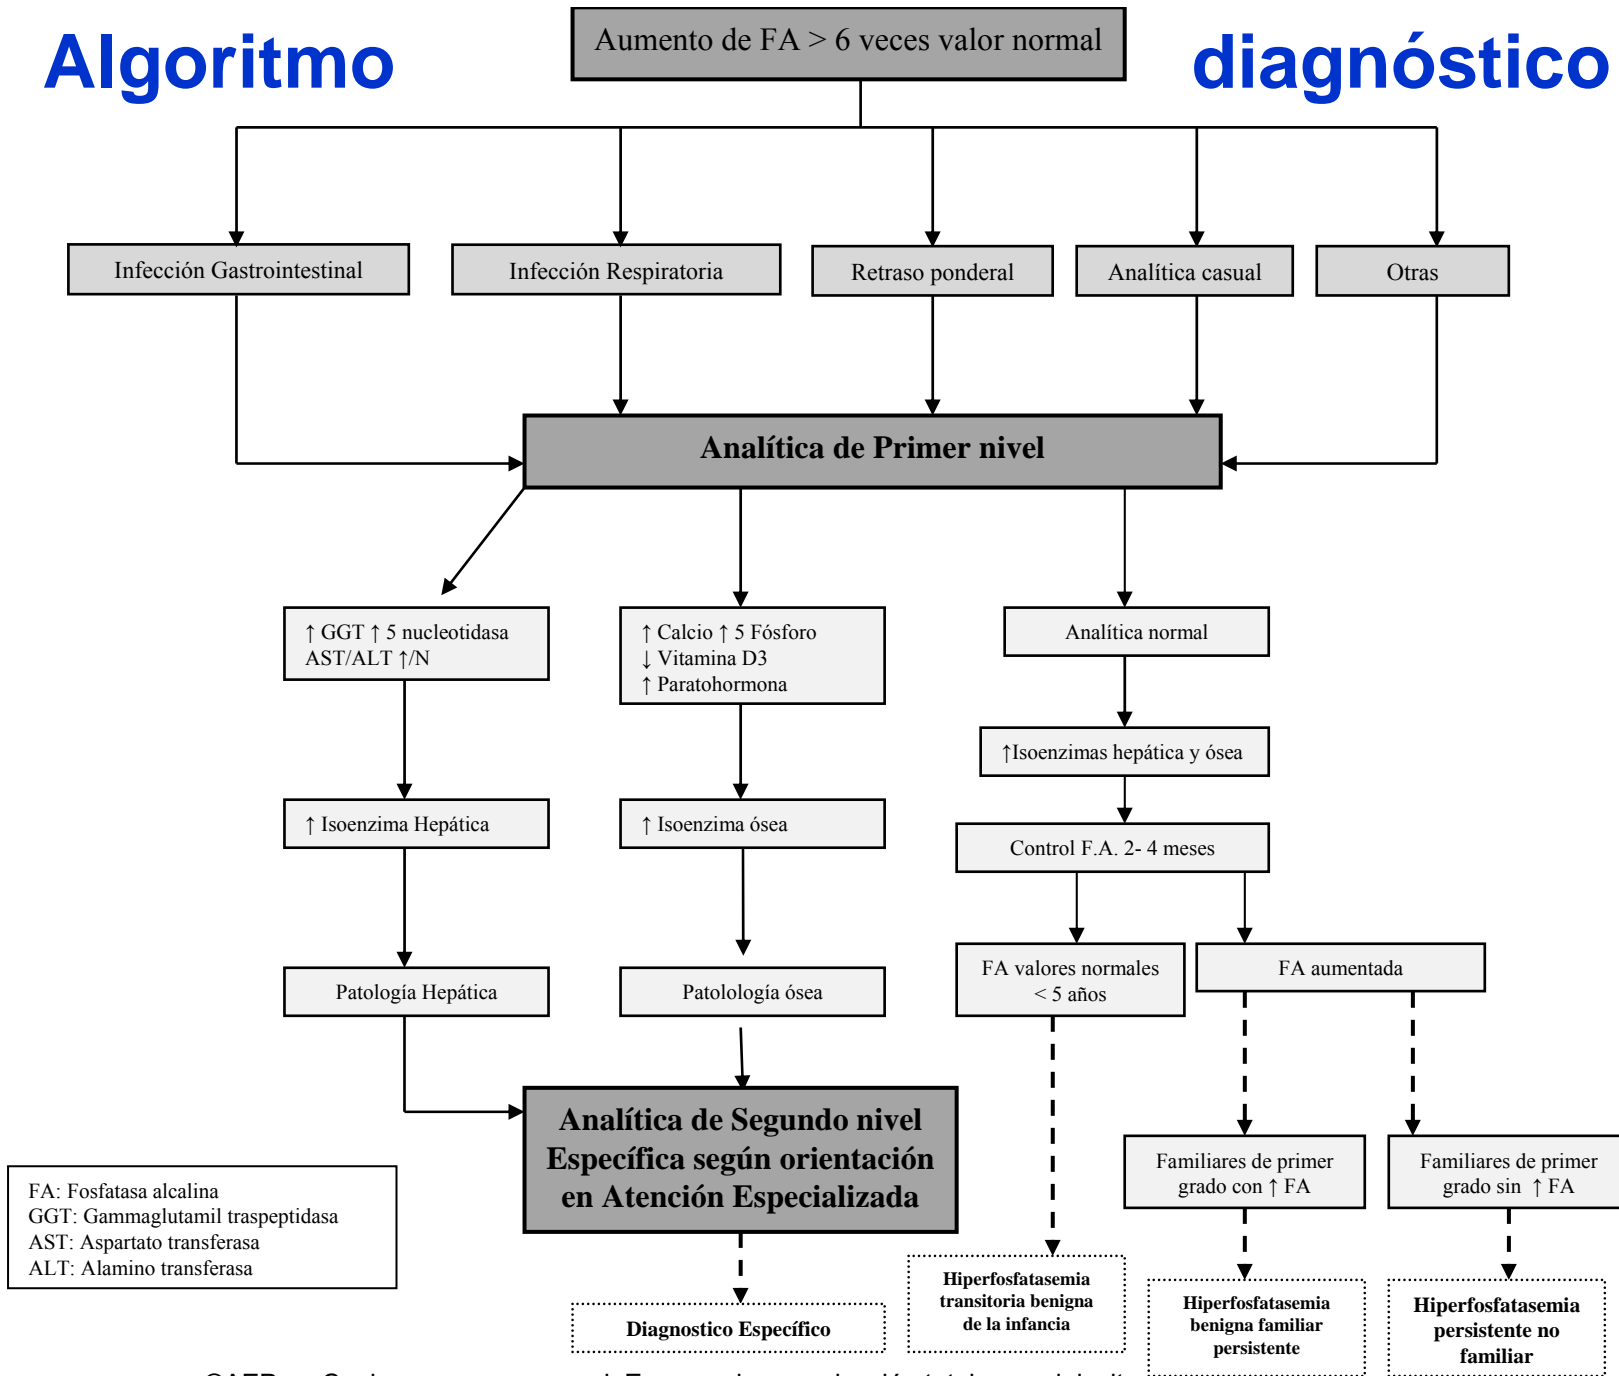 Algoritmo diagnóstico
Aumento de FA > 6 veces valor normal
Infección Gastrointestinal
Infección Respiratoria
Retraso ponderal
Analítica casual
Otras
Analítica de Primer nivel
↑ GGT ↑ 5 nucleotidasa
AST/ALT ↑/N
↑ Calcio ↑ 5 Fósforo
↓ Vitamina D3
↑ Paratohormona
Analítica normal
↑Isoenzimas hepática y ósea
↑ Isoenzima Hepática
↑ Isoenzima ósea
Control F.A. 2- 4 meses
Patología Hepática
Patolología ósea
FA valores normales
< 5 años
FA aumentada
Analítica de Segundo nivel
Específica según orientación
en Atención Especializada
Familiares de primer
grado con ↑ FA
Familiares de primer
grado sin ↑ FA
FA: Fosfatasa alcalina
GGT: Gammaglutamil traspeptidasa
AST: Aspartato transferasa
ALT: Alamino transferasa
Diagnostico Específico
Hiperfosfatasemia
transitoria benigna
de la infancia
Hiperfosfatasemia
benigna familiar
persistente
Hiperfosfatasemia
persistente no
familiar